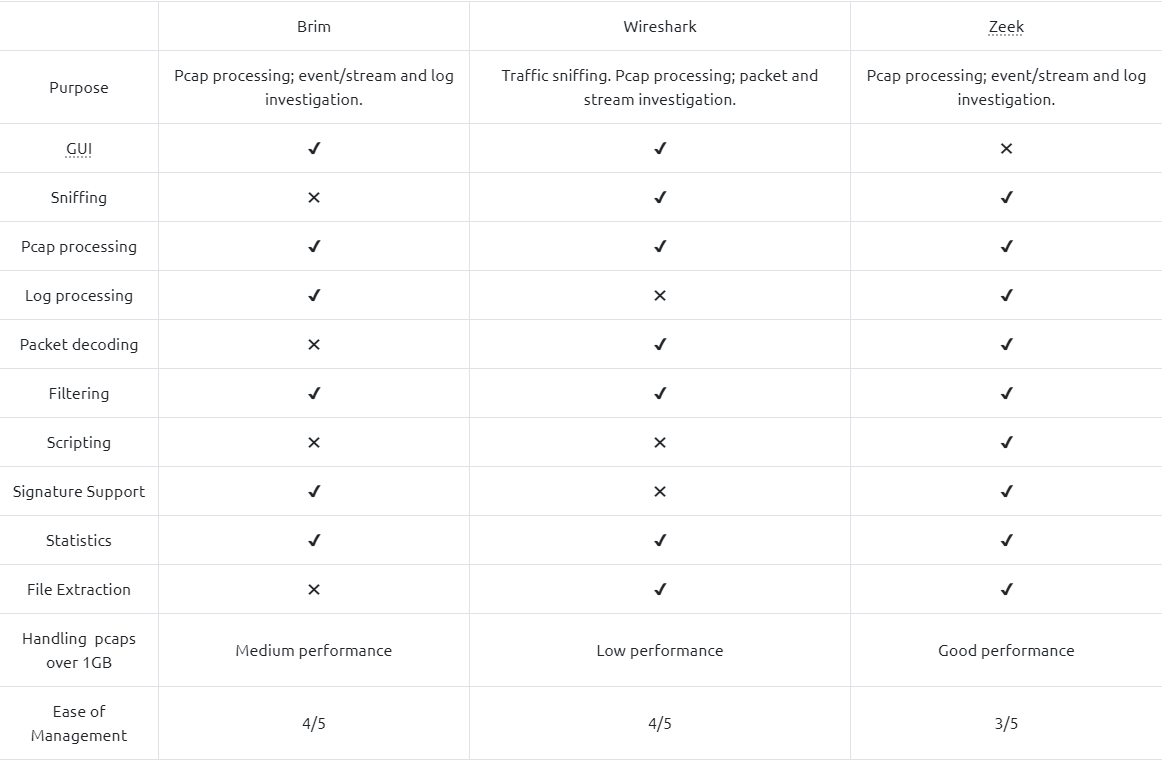 Brim Wireshark Zeek
Purpose
Pcap processing; event/stream and log
investigation.
Traffic sniffing. Pcap processing; packet and
stream investigation.
Pcap processing; event/stream and log
investigation.
GUI ✔ ✔ ✕
Sniffing ✕ ✔ ✔
Pcap processing ✔ ✔ ✔
Log processing ✔ ✕ ✔
Packet decoding ✕ ✔ ✔
Filtering ✔ ✔ ✔
Scripting ✕ ✕ ✔
Signature Support ✔ ✕ ✔
Statistics ✔ ✔ ✔
File Extraction ✕ ✔ ✔
Handling pcaps
over 1GB
Medium performance Low performance Good performance
Ease of
Management
4/5 4/5 3/5